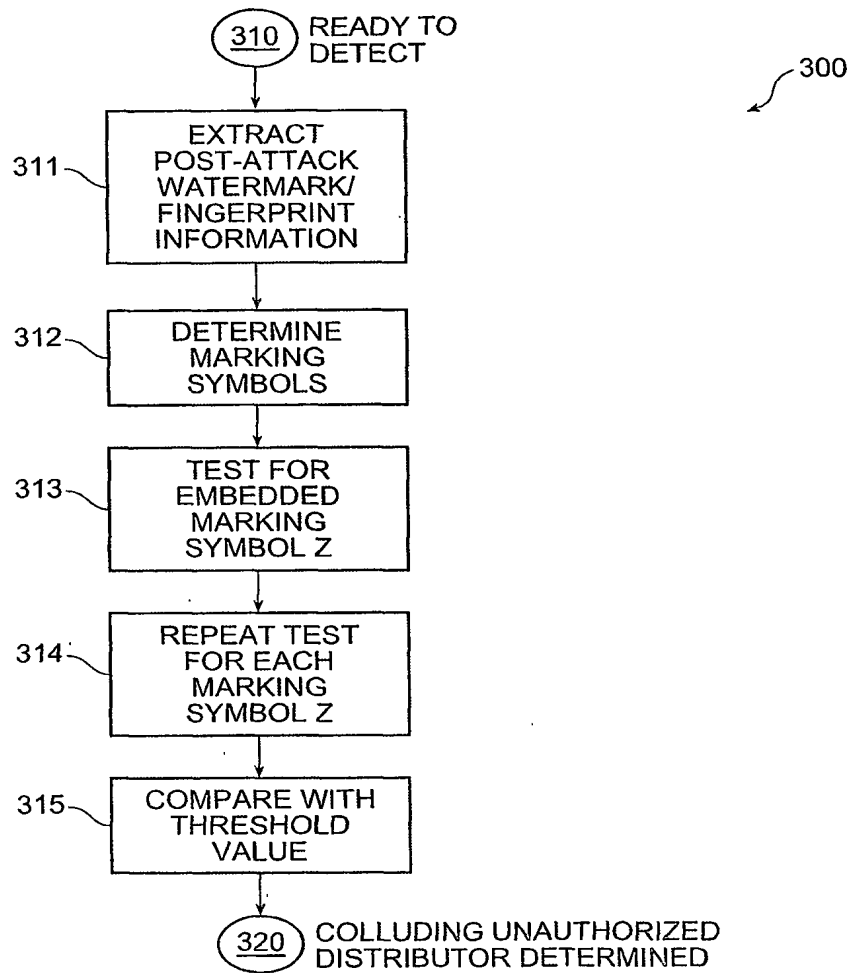 310 READY TO
DETECT
300
311
EXTRACT
POST-ATTACK
WATERMARK/
FINGERPRINT
INFORMATION
312
DETERMINE
MARKING
SYMBOLS
313
TEST FOR
EMBEDDED
MARKING
SYMBOL Z
314
REPEAT TEST
FOR EACH
MARKING
SYMBOL Z
315
COMPARE WITH
THRESHOLD
VALUE
320 COLLUDING UNAUTHORIZED
DISTRIBUTOR DETERMINED